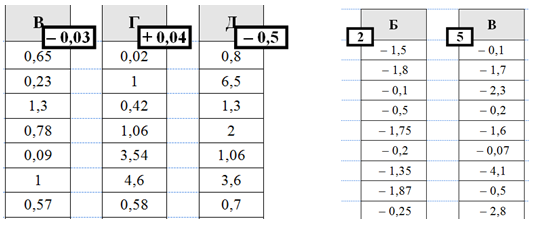 В Г Д
– 0,03 + 0,04 – 0,5
0,65 0,02 0,8
0,23 1 6,5
1,3 0,42 1,3
0,78 1,06 2
0,09 3,54 1,06
1 4,6 3,6
0,57 0,58 0,7
Б В
2 5
– 1,5 – 0,1
– 1,8 – 1,7
– 0,1 – 2,3
– 0,5 – 0,2
– 1,75 – 1,6
– 0,2 – 0,07
– 1,35 – 4,1
– 1,87 – 0,5
– 0,25 – 2,8